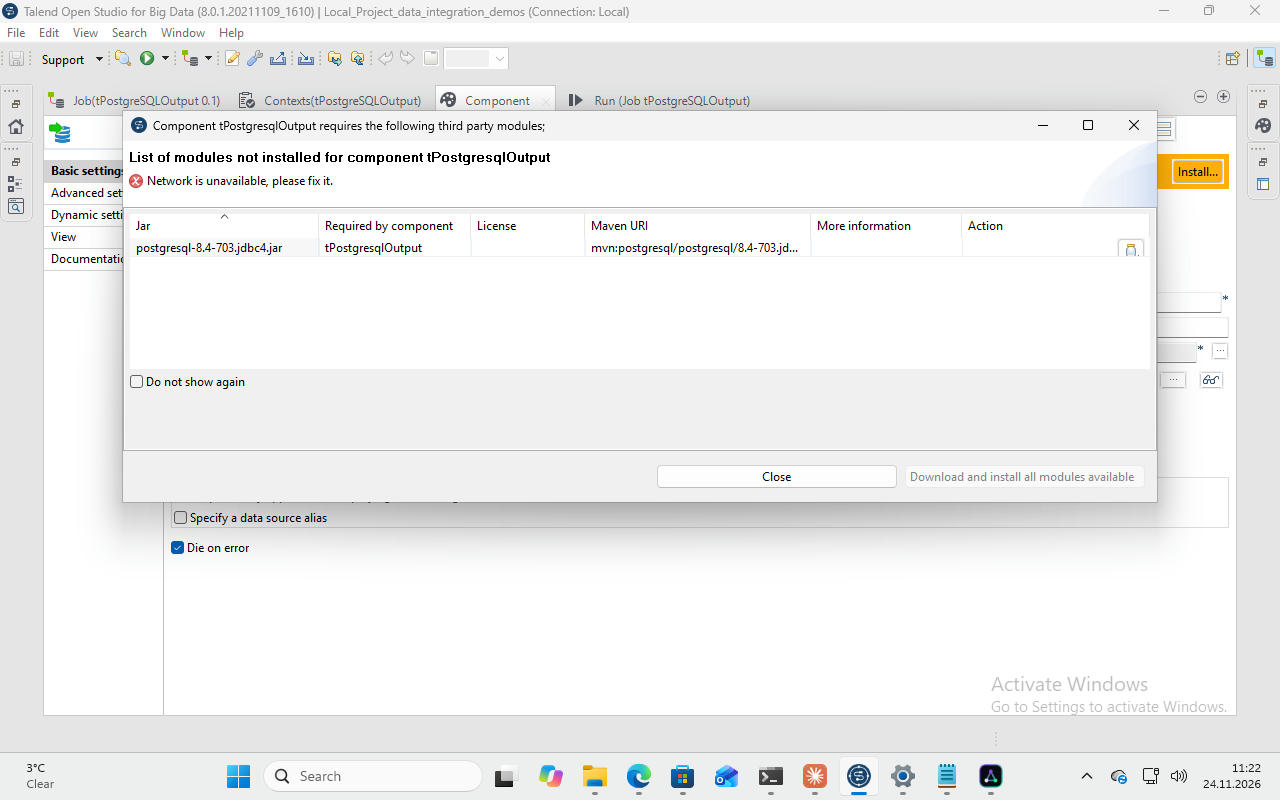 Talend Open Studio for Big Data (8.0.1.20211109_1610) | Local_Project_data_integration_demos (Connection: Local)
File Edit View Search Window Help
Support
Job(tPostgreSQLOutput 0.1) Contexts(tPostgreSQLOutput) Component Run (Job tPostgreSQLOutput)
Component tPostgresqlOutput requires the following third party modules;
List of modules not installed for component tPostgresqlOutput
Network is unavailable, please fix it.
Install...
Basic settings
Advanced sett
Dynamic setti
View
Documentatio
Jar Required by component License Maven URI More information Action
postgresql-8.4-703.jdbc4.jar tPostgresqlOutput mvn:postgresql/postgresql/8.4-703.jd...
*
*
...
...
Do not show again
Close Download and install all modules available
Specify a data source alias
Die on error
Activate Windows
Go to Settings to activate Windows.
3°C
Clear
Search
11:22
24.11.2026